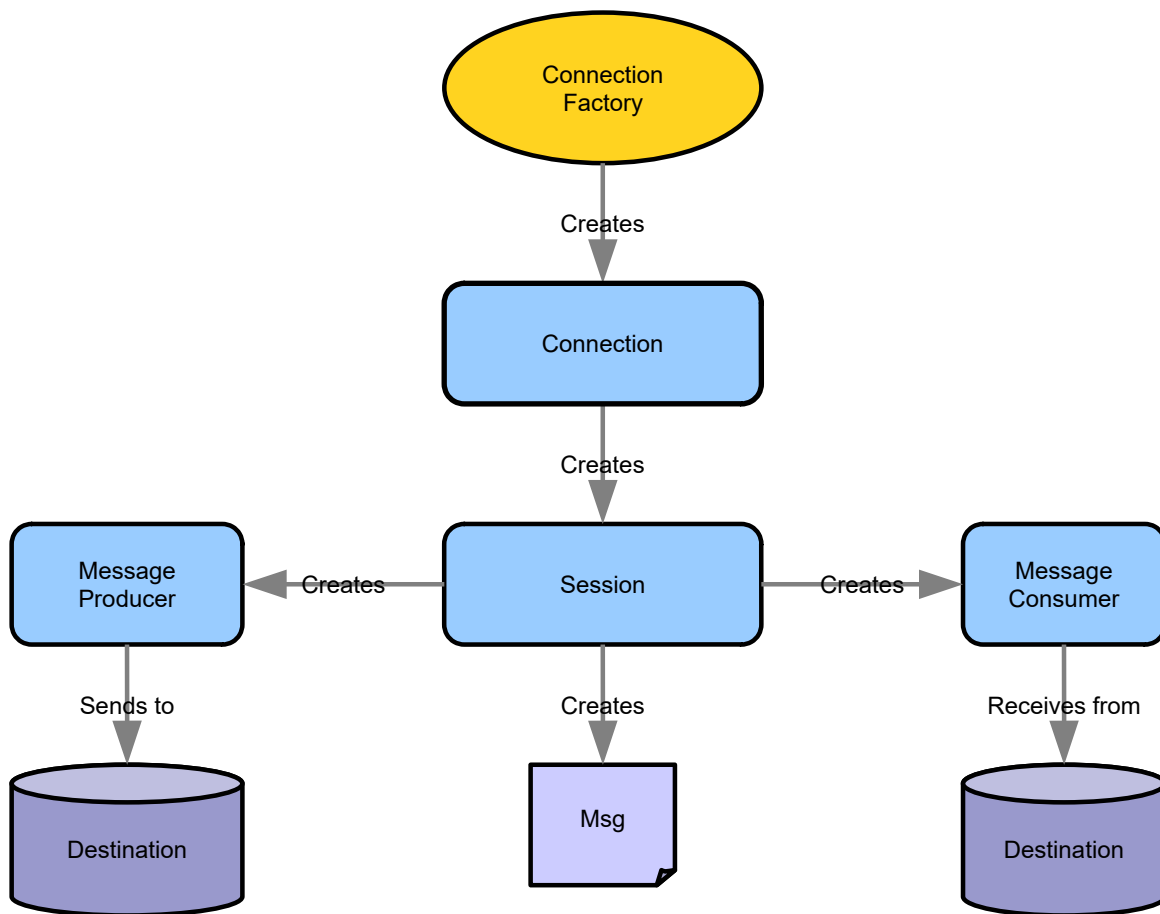 Connection
Factory
Creates
Connection
Creates
Message
Producer
Creates
Session
Creates
Message
Consumer
Sends to
Creates
Receives from
Destination
Msg
Destination